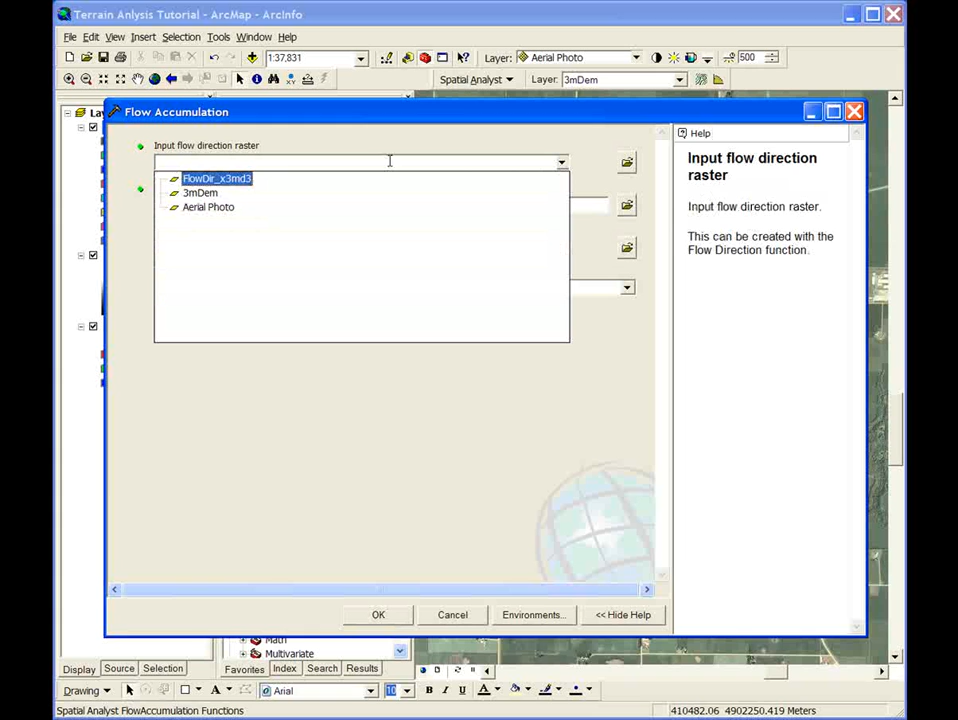 Terrain Anlysis Tutorial - ArcMap - ArcInfo
File Edit View Insert Selection Tools Window Help
1:37,831 Layer: Aerial Photo 500
Spatial Analyst Layer: 3mDem
Flow Accumulation
Input flow direction raster
FlowDir_x3md3
3mDem
Aerial Photo
Help
Input flow direction
raster
Input flow direction raster.
This can be created with the
Flow Direction function.
OK Cancel Environments... << Hide Help
Multivariate
Display Source Selection Favorites Index Search Results
Drawing A Arial 10 B I U A
Spatial Analyst FlowAccumulation Functions 410482.06 4902250.419 Meters